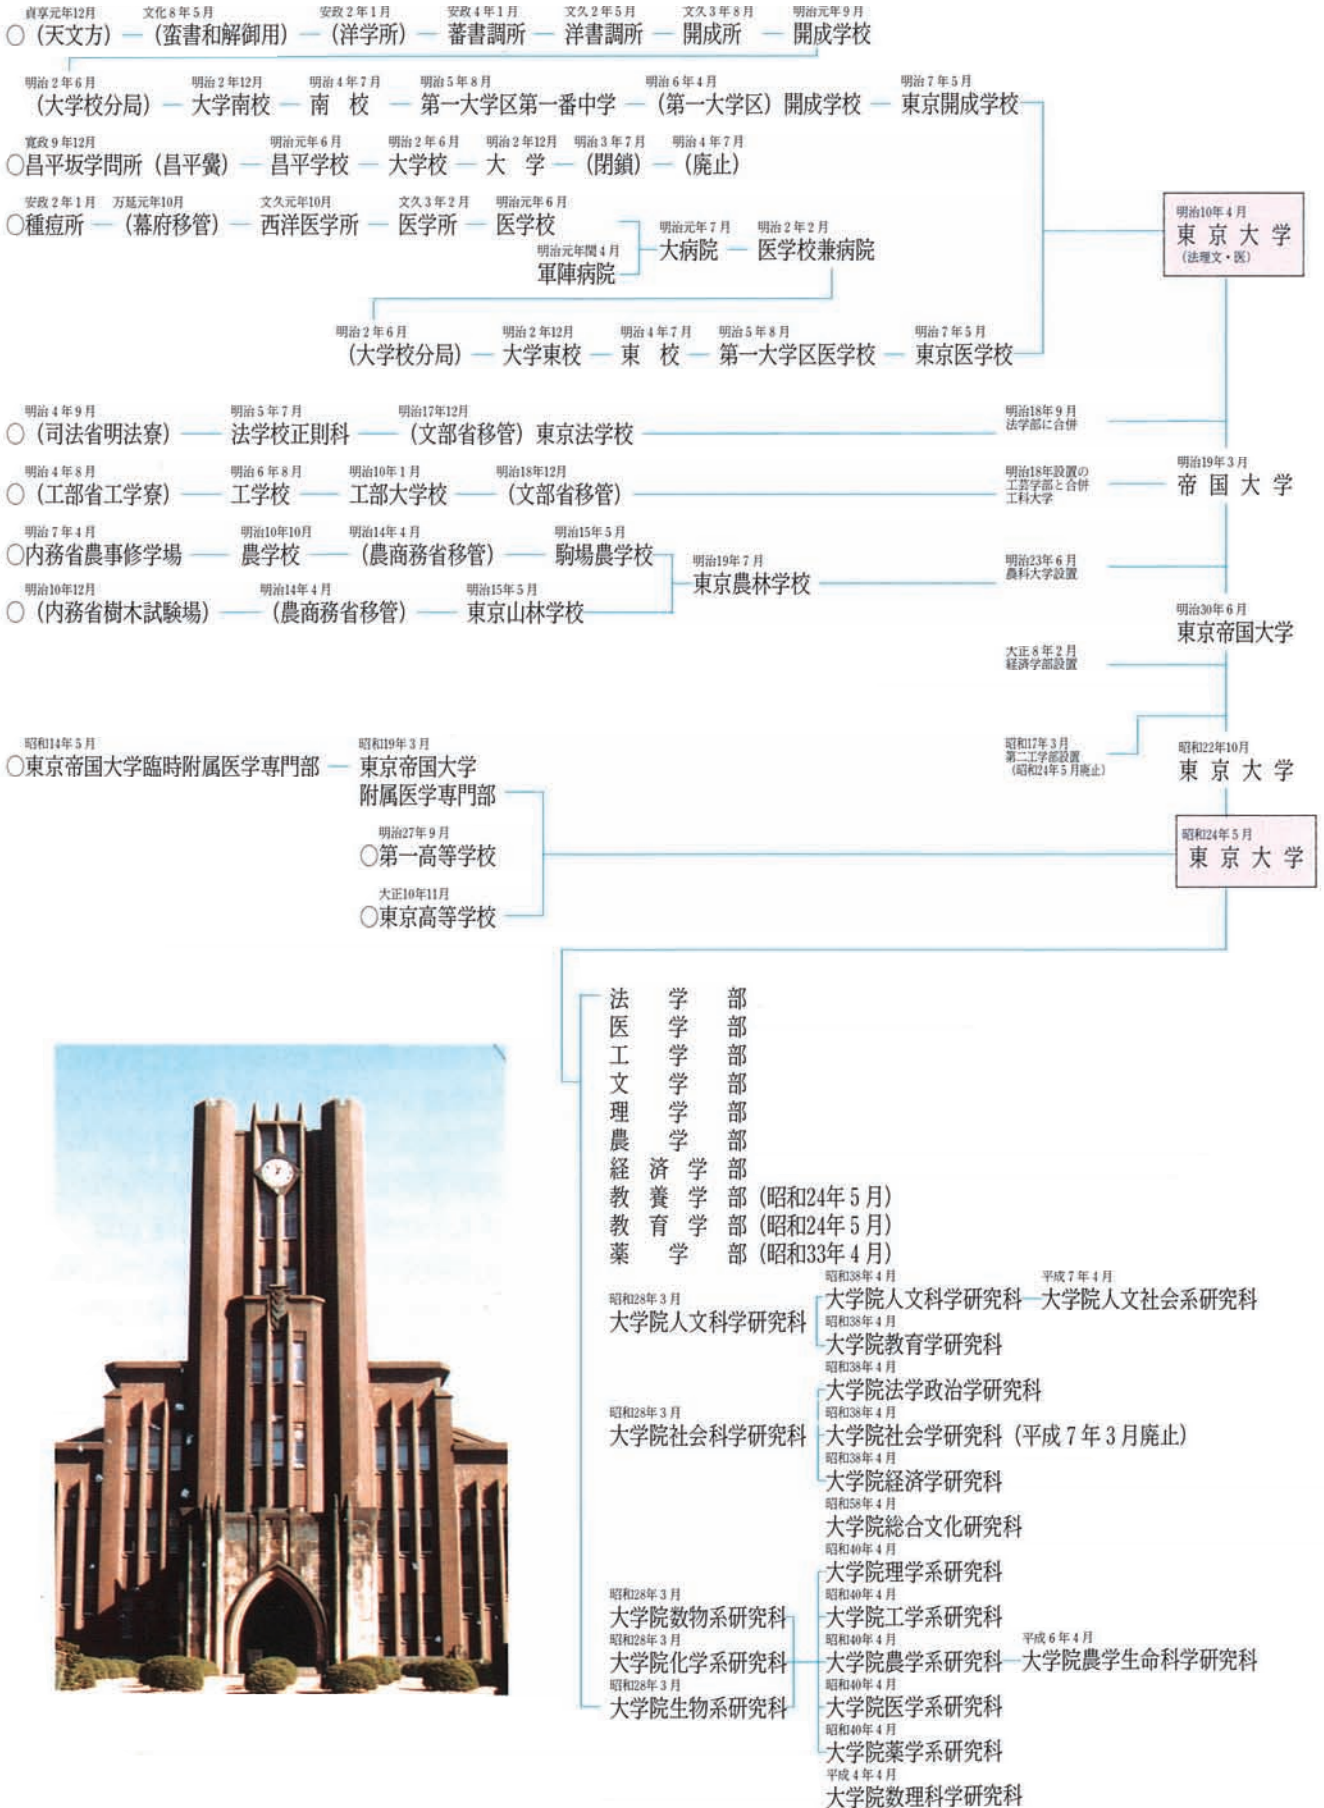 貞享元年12月 文化8年5月 安政2年1月 安政4年1月 文久2年5月 文久3年8月 明治元年9月
○（天文方） （蛮書和解御用） （洋学所） 蕃書調所 洋書調所 開成所 開成学校
明治2年6月 明治2年12月 明治4年7月 明治5年8月 明治6年4月 明治7年5月
（大学校分局） 大学南校 南 校 第一大学区第一番中学 （第一大学区）開成学校 東京開成学校
寛政9年12月 明治元年6月 明治2年6月 明治2年12月 明治3年7月 明治4年7月
○昌平坂学問所（昌平黌） 昌平学校 大学校 大 学 （閉鎖） （廃止）
安政2年1月 万延元年10月 文久元年10月 文久3年2月 明治元年6月
○種痘所 （幕府移管） 西洋医学所 医学所 医学校
明治元年7月 明治2年2月
大病院 医学校兼病院
明治元年閏4月
軍陣病院
明治10年4月
東京大学
（法理文・医）
明治2年6月 明治2年12月 明治4年7月 明治5年8月 明治7年5月
（大学校分局） 大学東校 東 校 第一大学区医学校 東京医学校
明治4年9月 明治5年7月 明治17年12月 明治18年9月
○（司法省明法寮） 法学校正則科 （文部省移管）東京法学校 法学部に合併
明治4年8月 明治6年8月 明治10年1月 明治18年12月
○（工部省工学寮） 工学校 工部大学校 （文部省移管）
明治18年設置の
工芸学部と合併
工科大学
明治19年3月
帝国大学
明治7年4月 明治10年10月 明治14年4月 明治15年5月
○内務省農事修学場 農学校 （農商務省移管） 駒場農学校
明治19年7月
東京農林学校
明治23年6月
農科大学設置
明治10年12月 明治14年4月 明治15年5月
○（内務省樹木試験場） （農商務省移管） 東京山林学校
明治30年6月
東京帝国大学
大正8年2月
経済学部設置
昭和14年5月 昭和19年3月
○東京帝国大学臨時附属医学専門部 東京帝国大学
附属医学専門部
昭和17年3月
第二工学部設置
（昭和24年5月廃止）
昭和22年10月
東京大学
明治27年9月
○第一高等学校
大正10年11月
○東京高等学校
昭和24年5月
東京大学
法学部
医学部
工学部
文学部
理学部
農学部
経済学部
教養学部（昭和24年5月）
教育学部（昭和24年5月）
薬学部（昭和33年4月）
昭和28年3月
大学院人文科学研究科
昭和38年4月 平成7年4月
大学院人文科学研究科 大学院人文社会系研究科
昭和38年4月
大学院教育学研究科
昭和28年3月
大学院社会科学研究科
昭和38年4月
大学院法学政治学研究科
昭和38年4月
大学院社会学研究科（平成7年3月廃止）
昭和38年4月
大学院経済学研究科
昭和58年4月
大学院総合文化研究科
昭和28年3月
大学院数物系研究科
昭和28年3月
大学院化学系研究科
昭和28年3月
大学院生物系研究科
昭和40年4月
大学院理学系研究科
昭和40年4月
大学院工学系研究科
昭和40年4月 平成6年4月
大学院農学系研究科 大学院農学生命科学研究科
昭和40年4月
大学院医学系研究科
昭和40年4月
大学院薬学系研究科
平成4年4月
大学院数理科学研究科